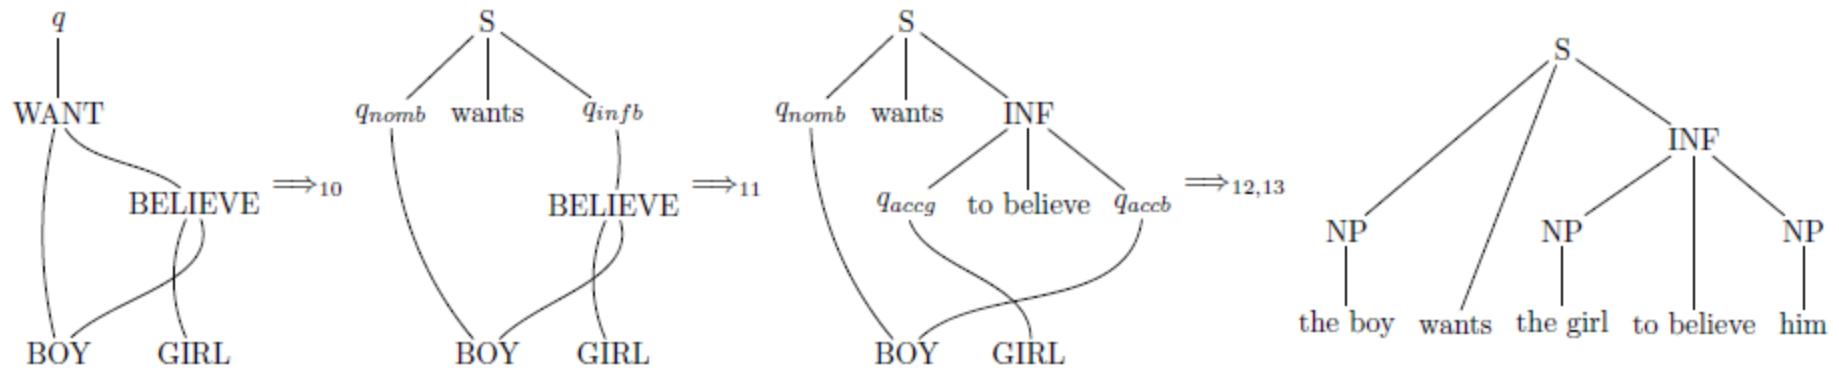 q S S S
WANT q_nomb wants q_infb q_nomb wants INF INF
BELIEVE ⟹10 BELIEVE ⟹11 q_accg to believe q_accb ⟹12,13 NP NP NP
BOY GIRL BOY GIRL BOY GIRL the boy wants the girl to believe him